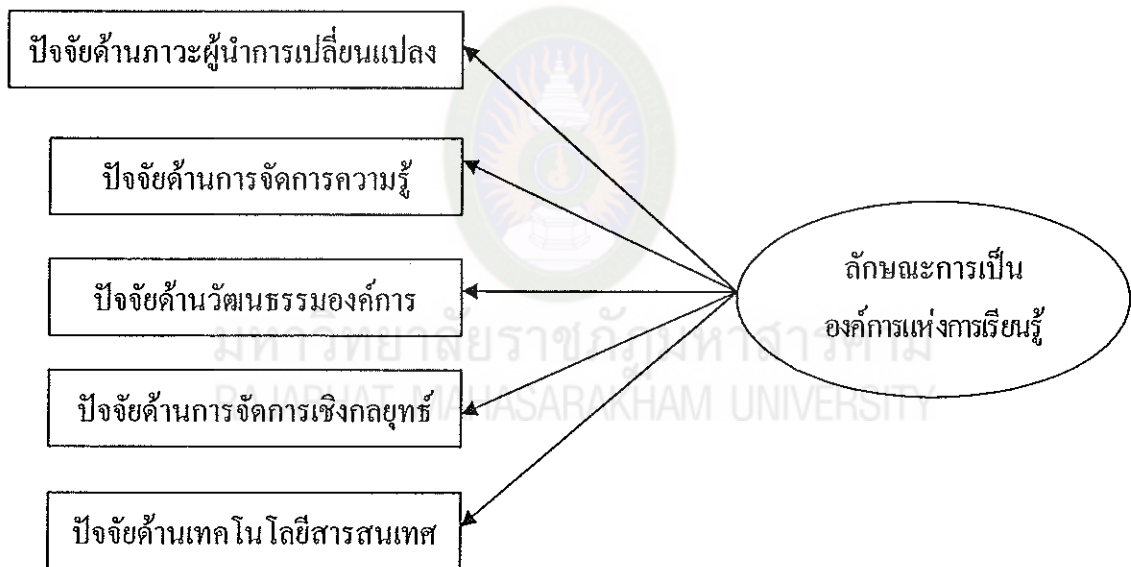 ปัจจัยด้านภาวะผู้นำการเปลี่ยนแปลง
ปัจจัยด้านการจัดการความรู้
ปัจจัยด้านวัฒนธรรมองค์การ
ปัจจัยด้านการจัดการเชิงกลยุทธ์
ปัจจัยด้านเทคโนโลยีสารสนเทศ
ลักษณะการเป็น
องค์การแห่งการเรียนรู้
มหาวิทยาลัยราชภัฏมหาสารคาม
RAJABHAT MAHASARAKHAM UNIVERSITY